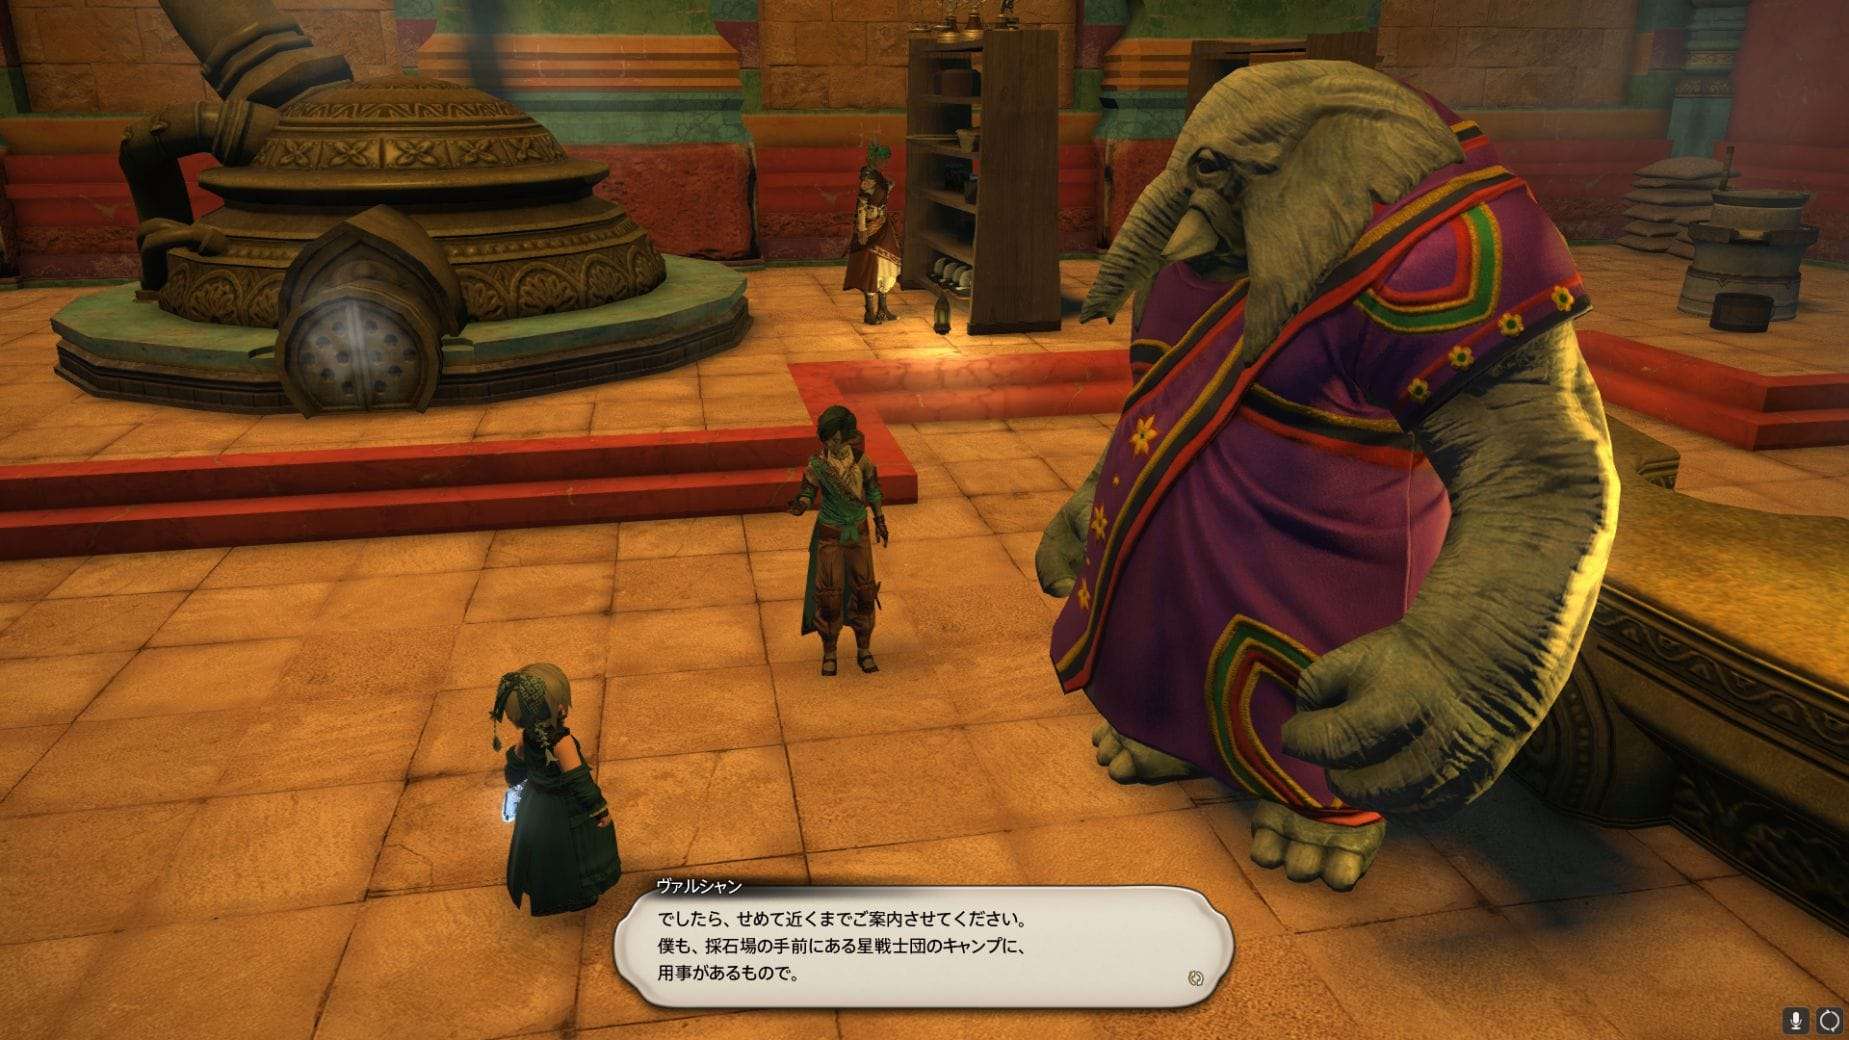 ヴァルシャン
でしたら、せめて近くまでご案内させてください。
僕も、採石場の手前にある星戦士団のキャンプに、
用事があるもので。